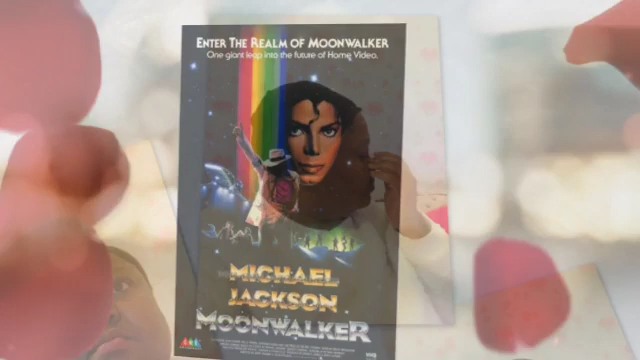 ENTER THE REALM OF MOONWALKER
One giant leap into the future of Home Video.
MICHAEL
JACKSON
MOONWALKER